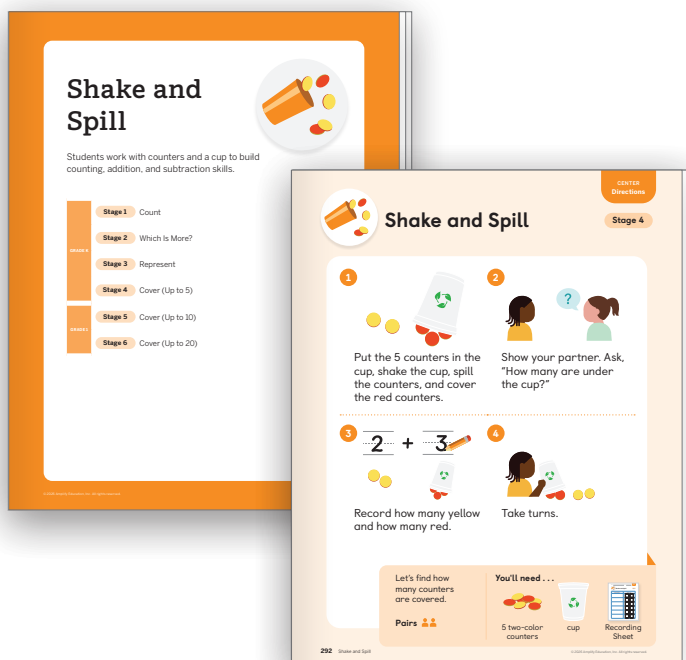 Shake and
Spill
Students work with counters and a cup to build
counting, addition, and subtraction skills.
Stage 1 Count
Stage 2 Which Is More?
Stage 3 Represent
Stage 4 Cover (Up to 5)
Stage 5 Cover (Up to 10)
Stage 6 Cover (Up to 20)
CENTER
Directions
Shake and Spill
Stage 4
1
Put the 5 counters in the
cup, shake the cup, spill
the counters, and cover
the red counters.
2
?
Show your partner. Ask,
“How many are under
the cup?”
3
2 + 3
Record how many yellow
and how many red.
4
Take turns.
Let’s find how
many counters
are covered.
Pairs
You’ll need . . .
5 two-color
counters
cup
Recording
Sheet
292 Shake and Spill